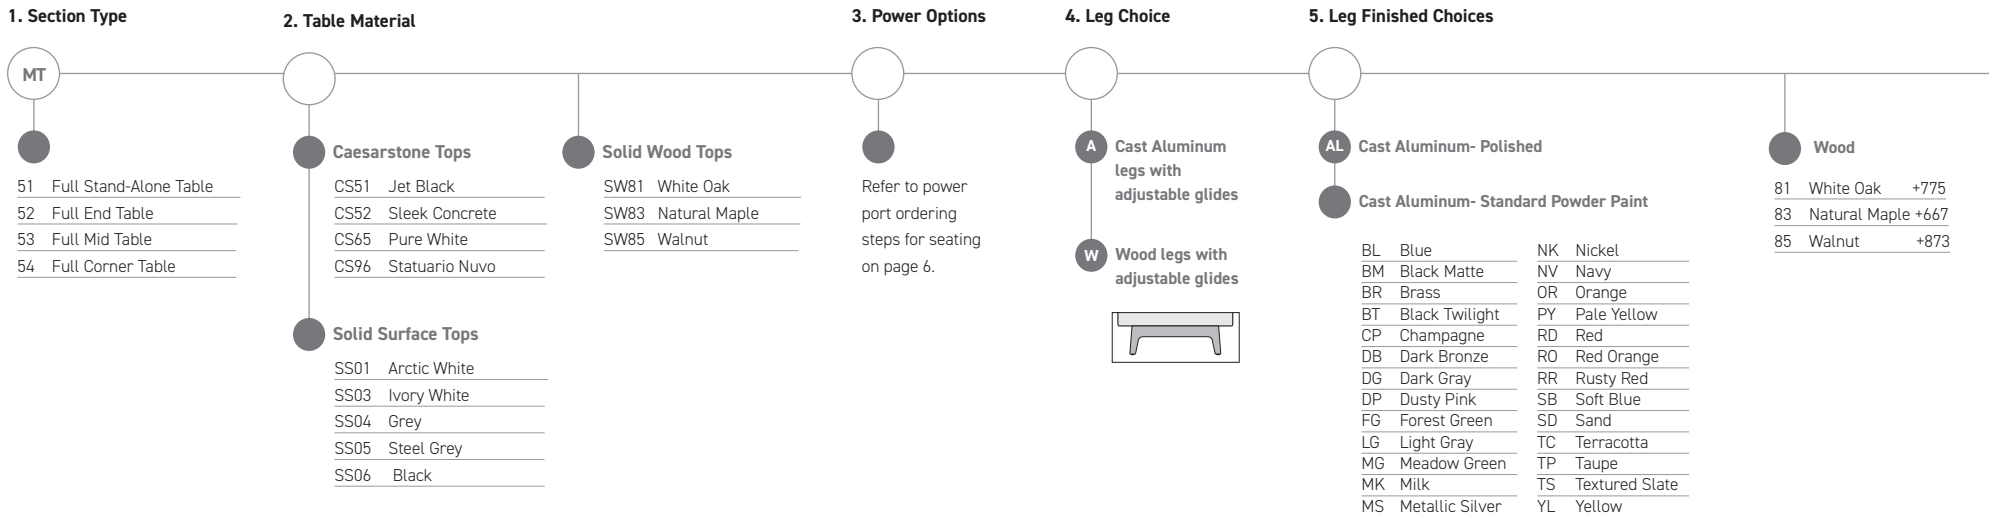 1. Section Type
MT
51 Full Stand-Alone Table
52 Full End Table
53 Full Mid Table
54 Full Corner Table
2. Table Material
Caesarstone Tops
CS51 Jet Black
CS52 Sleek Concrete
CS65 Pure White
CS96 Statuario Nuvo
Solid Surface Tops
SS01 Arctic White
SS03 Ivory White
SS04 Grey
SS05 Steel Grey
SS06 Black
Solid Wood Tops
SW81 White Oak
SW83 Natural Maple
SW85 Walnut
3. Power Options
Refer to power
port ordering
steps for seating
on page 6.
4. Leg Choice
A Cast Aluminum
legs with
adjustable glides
W Wood legs with
adjustable glides
5. Leg Finished Choices
AL Cast Aluminum- Polished
Cast Aluminum- Standard Powder Paint
BL Blue
BM Black Matte
BR Brass
BT Black Twilight
CP Champagne
DB Dark Bronze
DG Dark Gray
DP Dusty Pink
FG Forest Green
LG Light Gray
MG Meadow Green
MK Milk
MS Metallic Silver
NK Nickel
NV Navy
OR Orange
PY Pale Yellow
RD Red
RO Red Orange
RR Rusty Red
SB Soft Blue
SD Sand
TC Terracotta
TP Taupe
TS Textured Slate
YL Yellow
Wood
81 White Oak +775
83 Natural Maple +667
85 Walnut +873